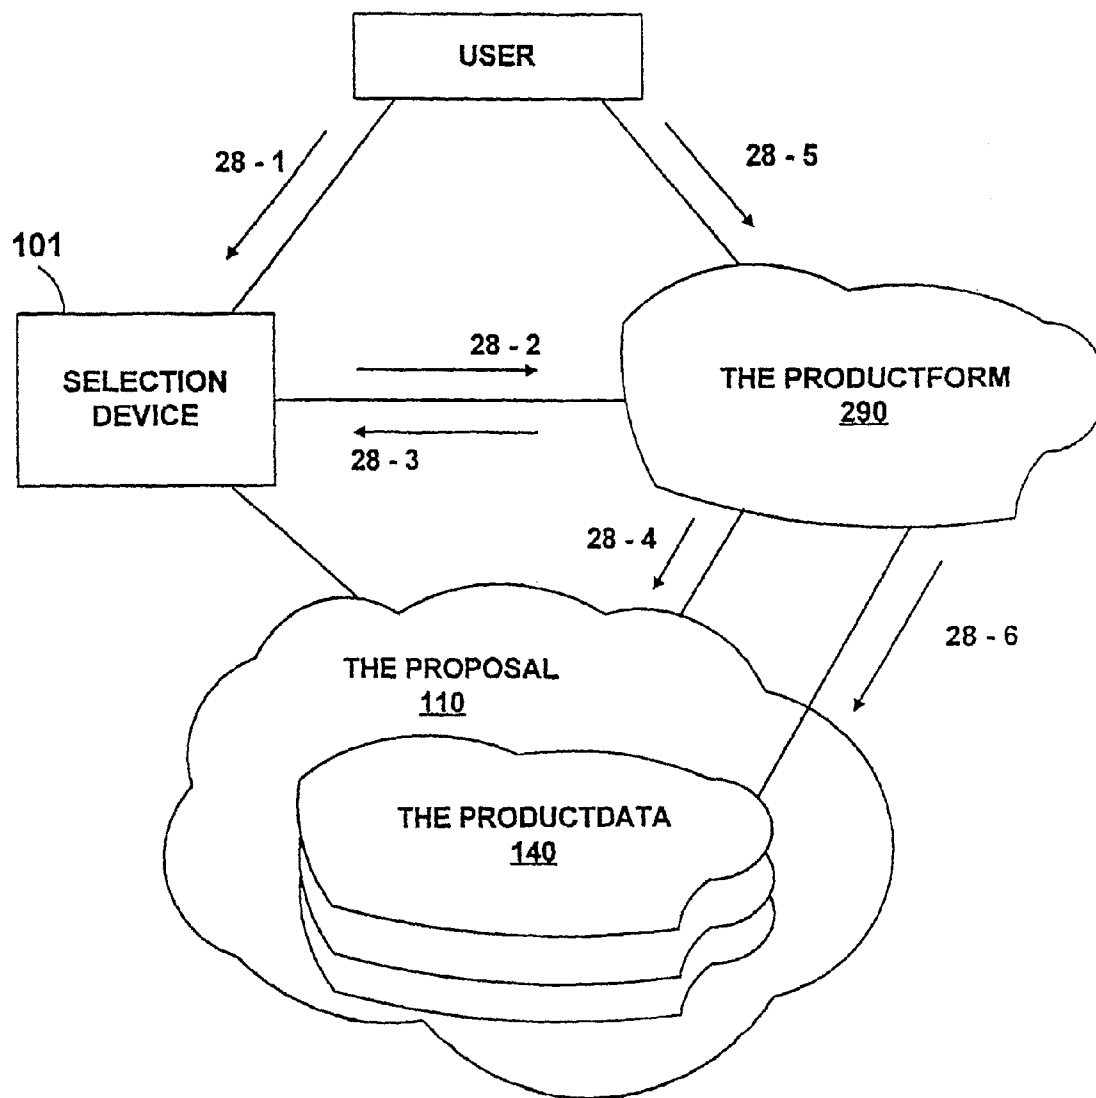 USER
28 - 1
28 - 5
101
SELECTION
DEVICE
28 - 2
28 - 3
THE PRODUCTFORM
290
28 - 4
28 - 6
THE PROPOSAL
110
THE PRODUCTDATA
140